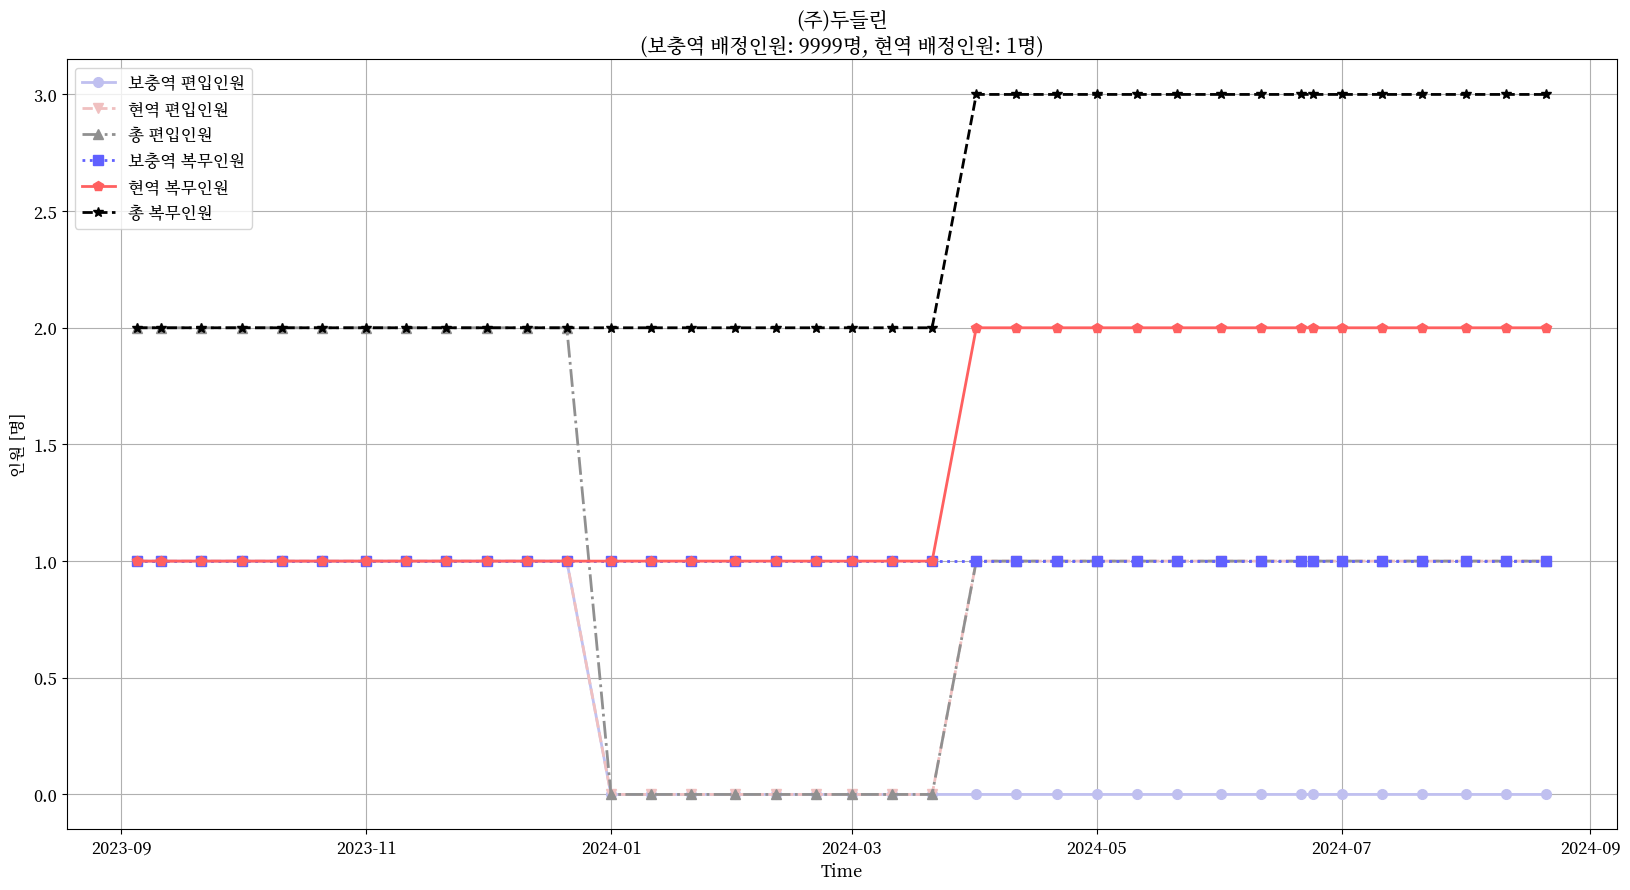 (주)두들린
(보충역 배정인원: 9999명, 현역 배정인원: 1명)
보충역 편입인원
현역 편입인원
총 편입인원
보충역 복무인원
현역 복무인원
총 복무인원
3.0
2.5
2.0
1.5
1.0
0.5
0.0
인원 [명]
2023-09
2023-11
2024-01
2024-03
2024-05
2024-07
2024-09
Time